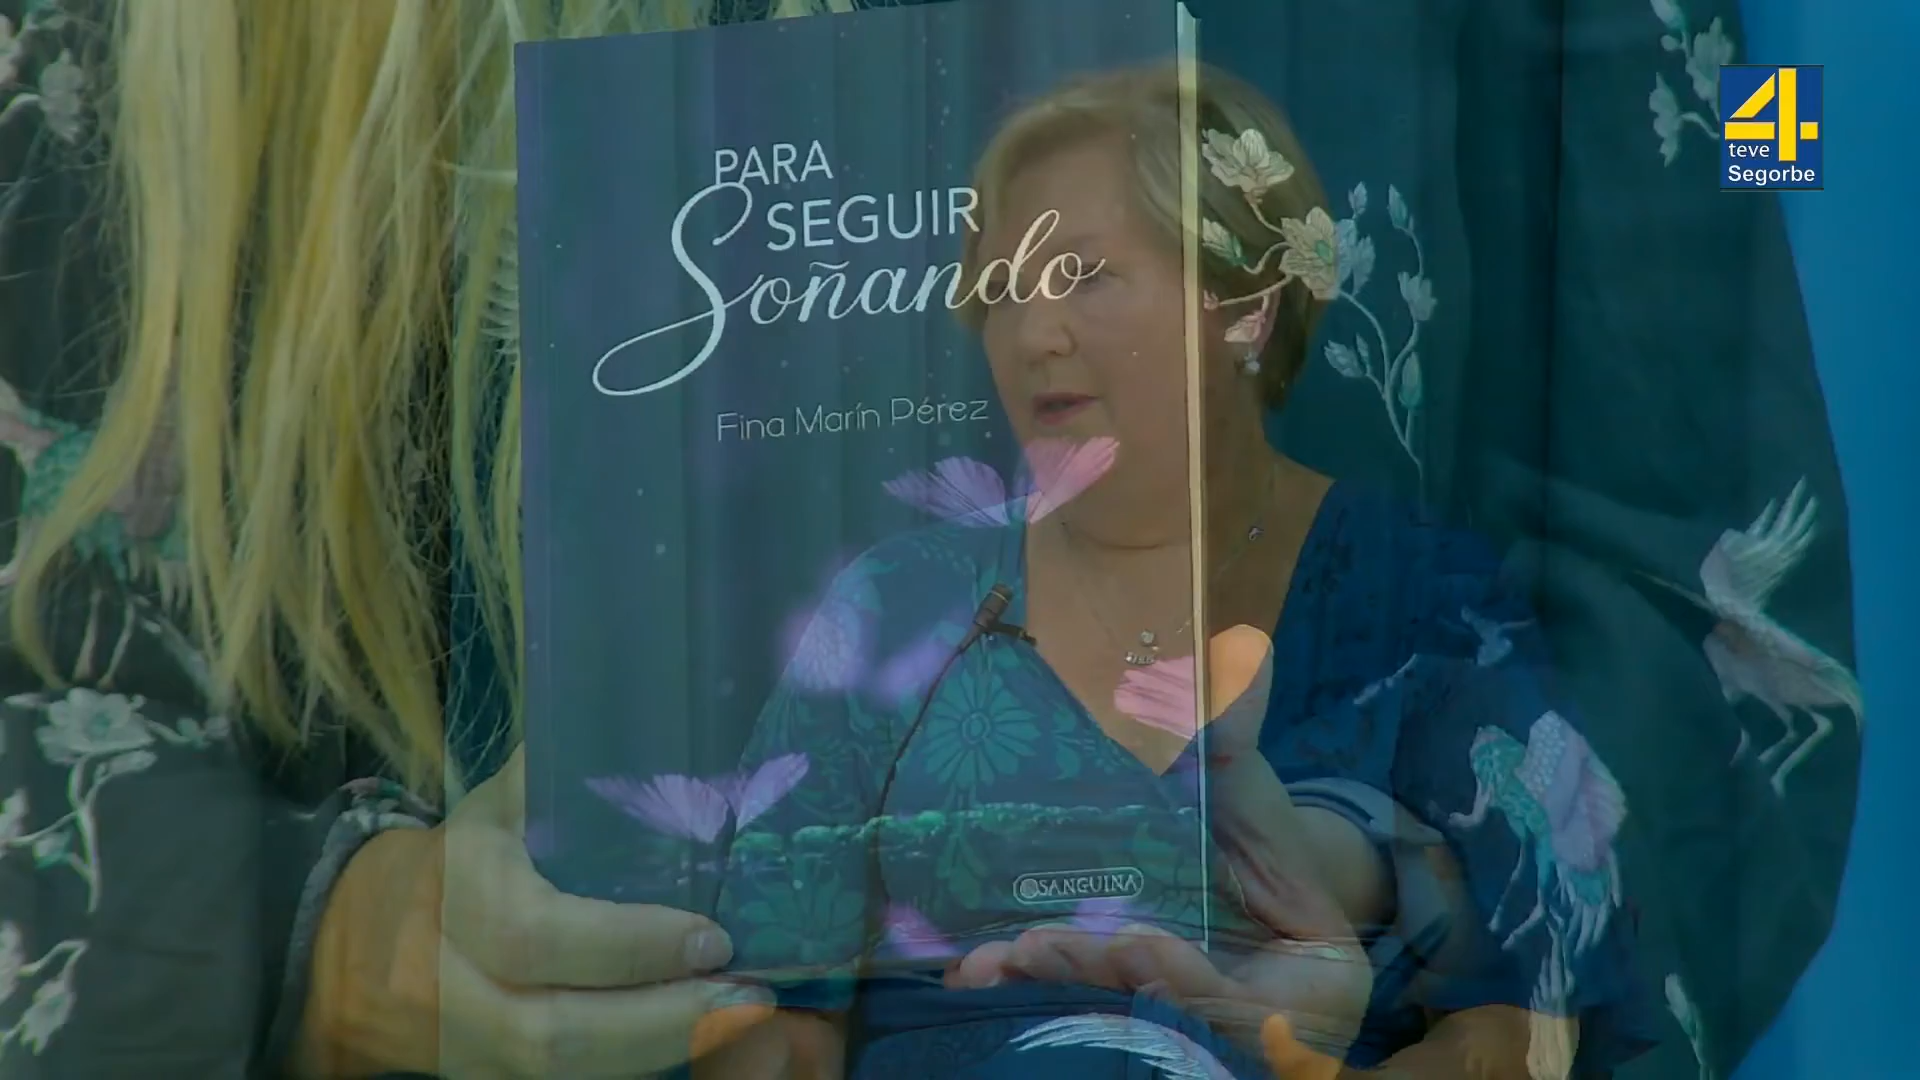 PARA
SEGUIR
Soñando
Fina Marín Pérez
SANGUINA
4
teve
Segorbe